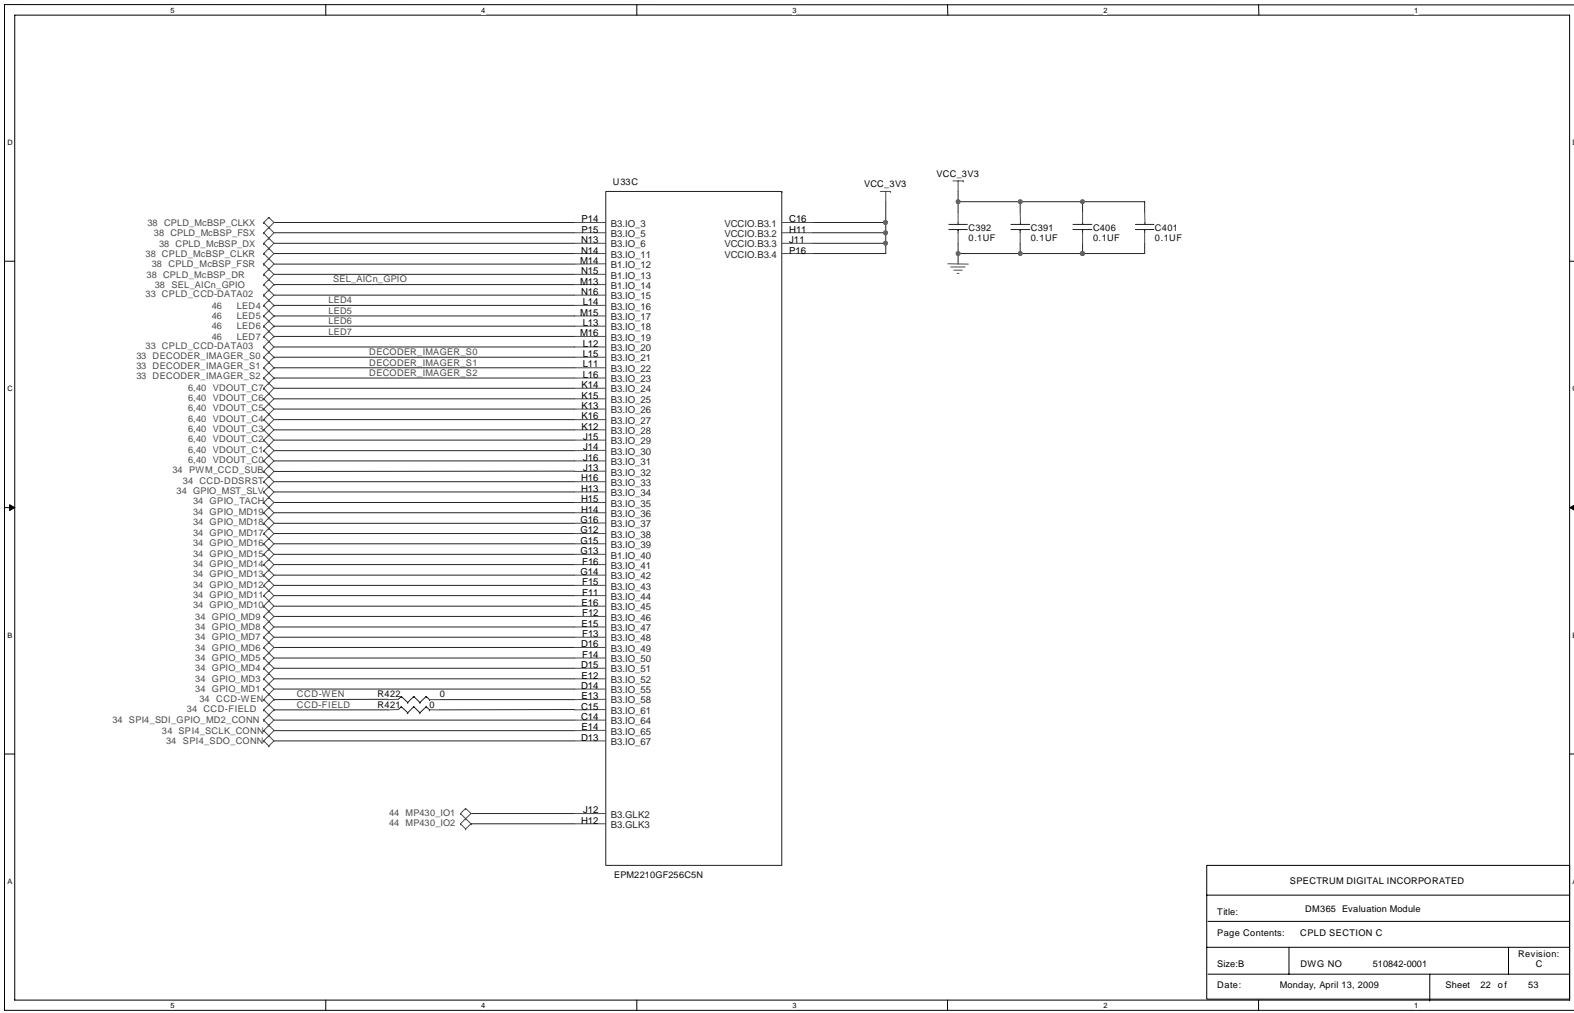 5 4 3 2 1
D
D
C
C
B
B
A
A
U33C
VCC_3V3
VCC_3V3
38 CPLD_McBSP_CLKX P14 B3.IO_3 VCCIO.B3.1 C16
38 CPLD_McBSP_FSX P15 B3.IO_5 VCCIO.B3.2 H11
38 CPLD_McBSP_DX N13 B3.IO_6 VCCIO.B3.3 J11
38 CPLD_McBSP_CLKR N14 B3.IO_11 VCCIO.B3.4 P16
38 CPLD_McBSP_FSR M14 B1.IO_12
38 CPLD_McBSP_DR N15 B1.IO_13
38 SEL_AICn_GPIO SEL_AICn_GPIO M13 B1.IO_14
33 CPLD_CCD-DATA02 N16 B3.IO_15
46 LED4 LED4 L14 B3.IO_16
46 LED5 LED5 M15 B3.IO_17
46 LED6 LED6 L13 B3.IO_18
46 LED7 LED7 M16 B3.IO_19
33 CPLD_CCD-DATA03 L12 B3.IO_20
33 DECODER_IMAGER_S0 DECODER_IMAGER_S0 L15 B3.IO_21
33 DECODER_IMAGER_S1 DECODER_IMAGER_S1 L11 B3.IO_22
33 DECODER_IMAGER_S2 DECODER_IMAGER_S2 L16 B3.IO_23
6,40 VDOUT_C7 K14 B3.IO_24
6,40 VDOUT_C6 K15 B3.IO_25
6,40 VDOUT_C5 K13 B3.IO_26
6,40 VDOUT_C4 K16 B3.IO_27
6,40 VDOUT_C3 K12 B3.IO_28
6,40 VDOUT_C2 J15 B3.IO_29
6,40 VDOUT_C1 J14 B3.IO_30
6,40 VDOUT_C0 J16 B3.IO_31
34 PWM_CCD_SUB J13 B3.IO_32
34 CCD-DDSRST H16 B3.IO_33
34 GPIO_MST_SLV H13 B3.IO_34
34 GPIO_TACH H15 B3.IO_35
34 GPIO_MD19 H14 B3.IO_36
34 GPIO_MD18 G16 B3.IO_37
34 GPIO_MD17 G12 B3.IO_38
34 GPIO_MD16 G15 B3.IO_39
34 GPIO_MD15 G13 B1.IO_40
34 GPIO_MD14 F16 B3.IO_41
34 GPIO_MD13 G14 B3.IO_42
34 GPIO_MD12 F15 B3.IO_43
34 GPIO_MD11 F11 B3.IO_44
34 GPIO_MD10 E16 B3.IO_45
34 GPIO_MD9 F12 B3.IO_46
34 GPIO_MD8 E15 B3.IO_47
34 GPIO_MD7 F13 B3.IO_48
34 GPIO_MD6 D16 B3.IO_49
34 GPIO_MD5 F14 B3.IO_50
34 GPIO_MD4 D15 B3.IO_51
34 GPIO_MD3 E12 B3.IO_52
34 GPIO_MD1 D14 B3.IO_55
34 CCD-WEN CCD-WEN R422 0 E13 B3.IO_58
34 CCD-FIELD CCD-FIELD R421 0 C15 B3.IO_61
34 SPI4_SDI_GPIO_MD2_CONN C14 B3.IO_64
34 SPI4_SCLK_CONN E14 B3.IO_65
34 SPI4_SDO_CONN D13 B3.IO_67
44 MP430_IO1 J12 B3.GLK2
44 MP430_IO2 H12 B3.GLK3
EPM2210GF256C5N
C392 C391 C406 C401
0.1UF 0.1UF 0.1UF 0.1UF
SPECTRUM DIGITAL INCORPORATED
Title: DM365 Evaluation Module
Page Contents: CPLD SECTION C
Size:B DWG NO 510842-0001 Revision: C
Date: Monday, April 13, 2009 Sheet 22 of 53
5 4 3 2 1